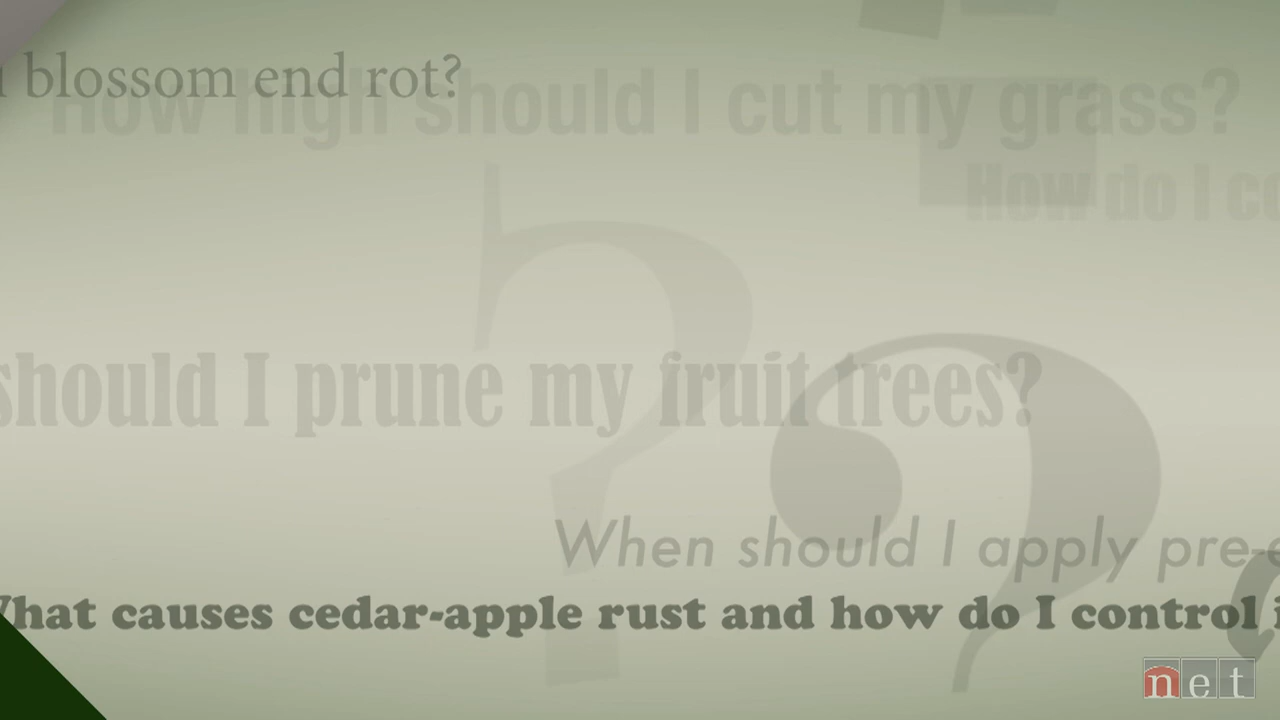 blossom end rot?
How high should I cut my grass?
How do I
should I prune my fruit trees?
When should I apply pre-
What causes cedar-apple rust and how do I control
net